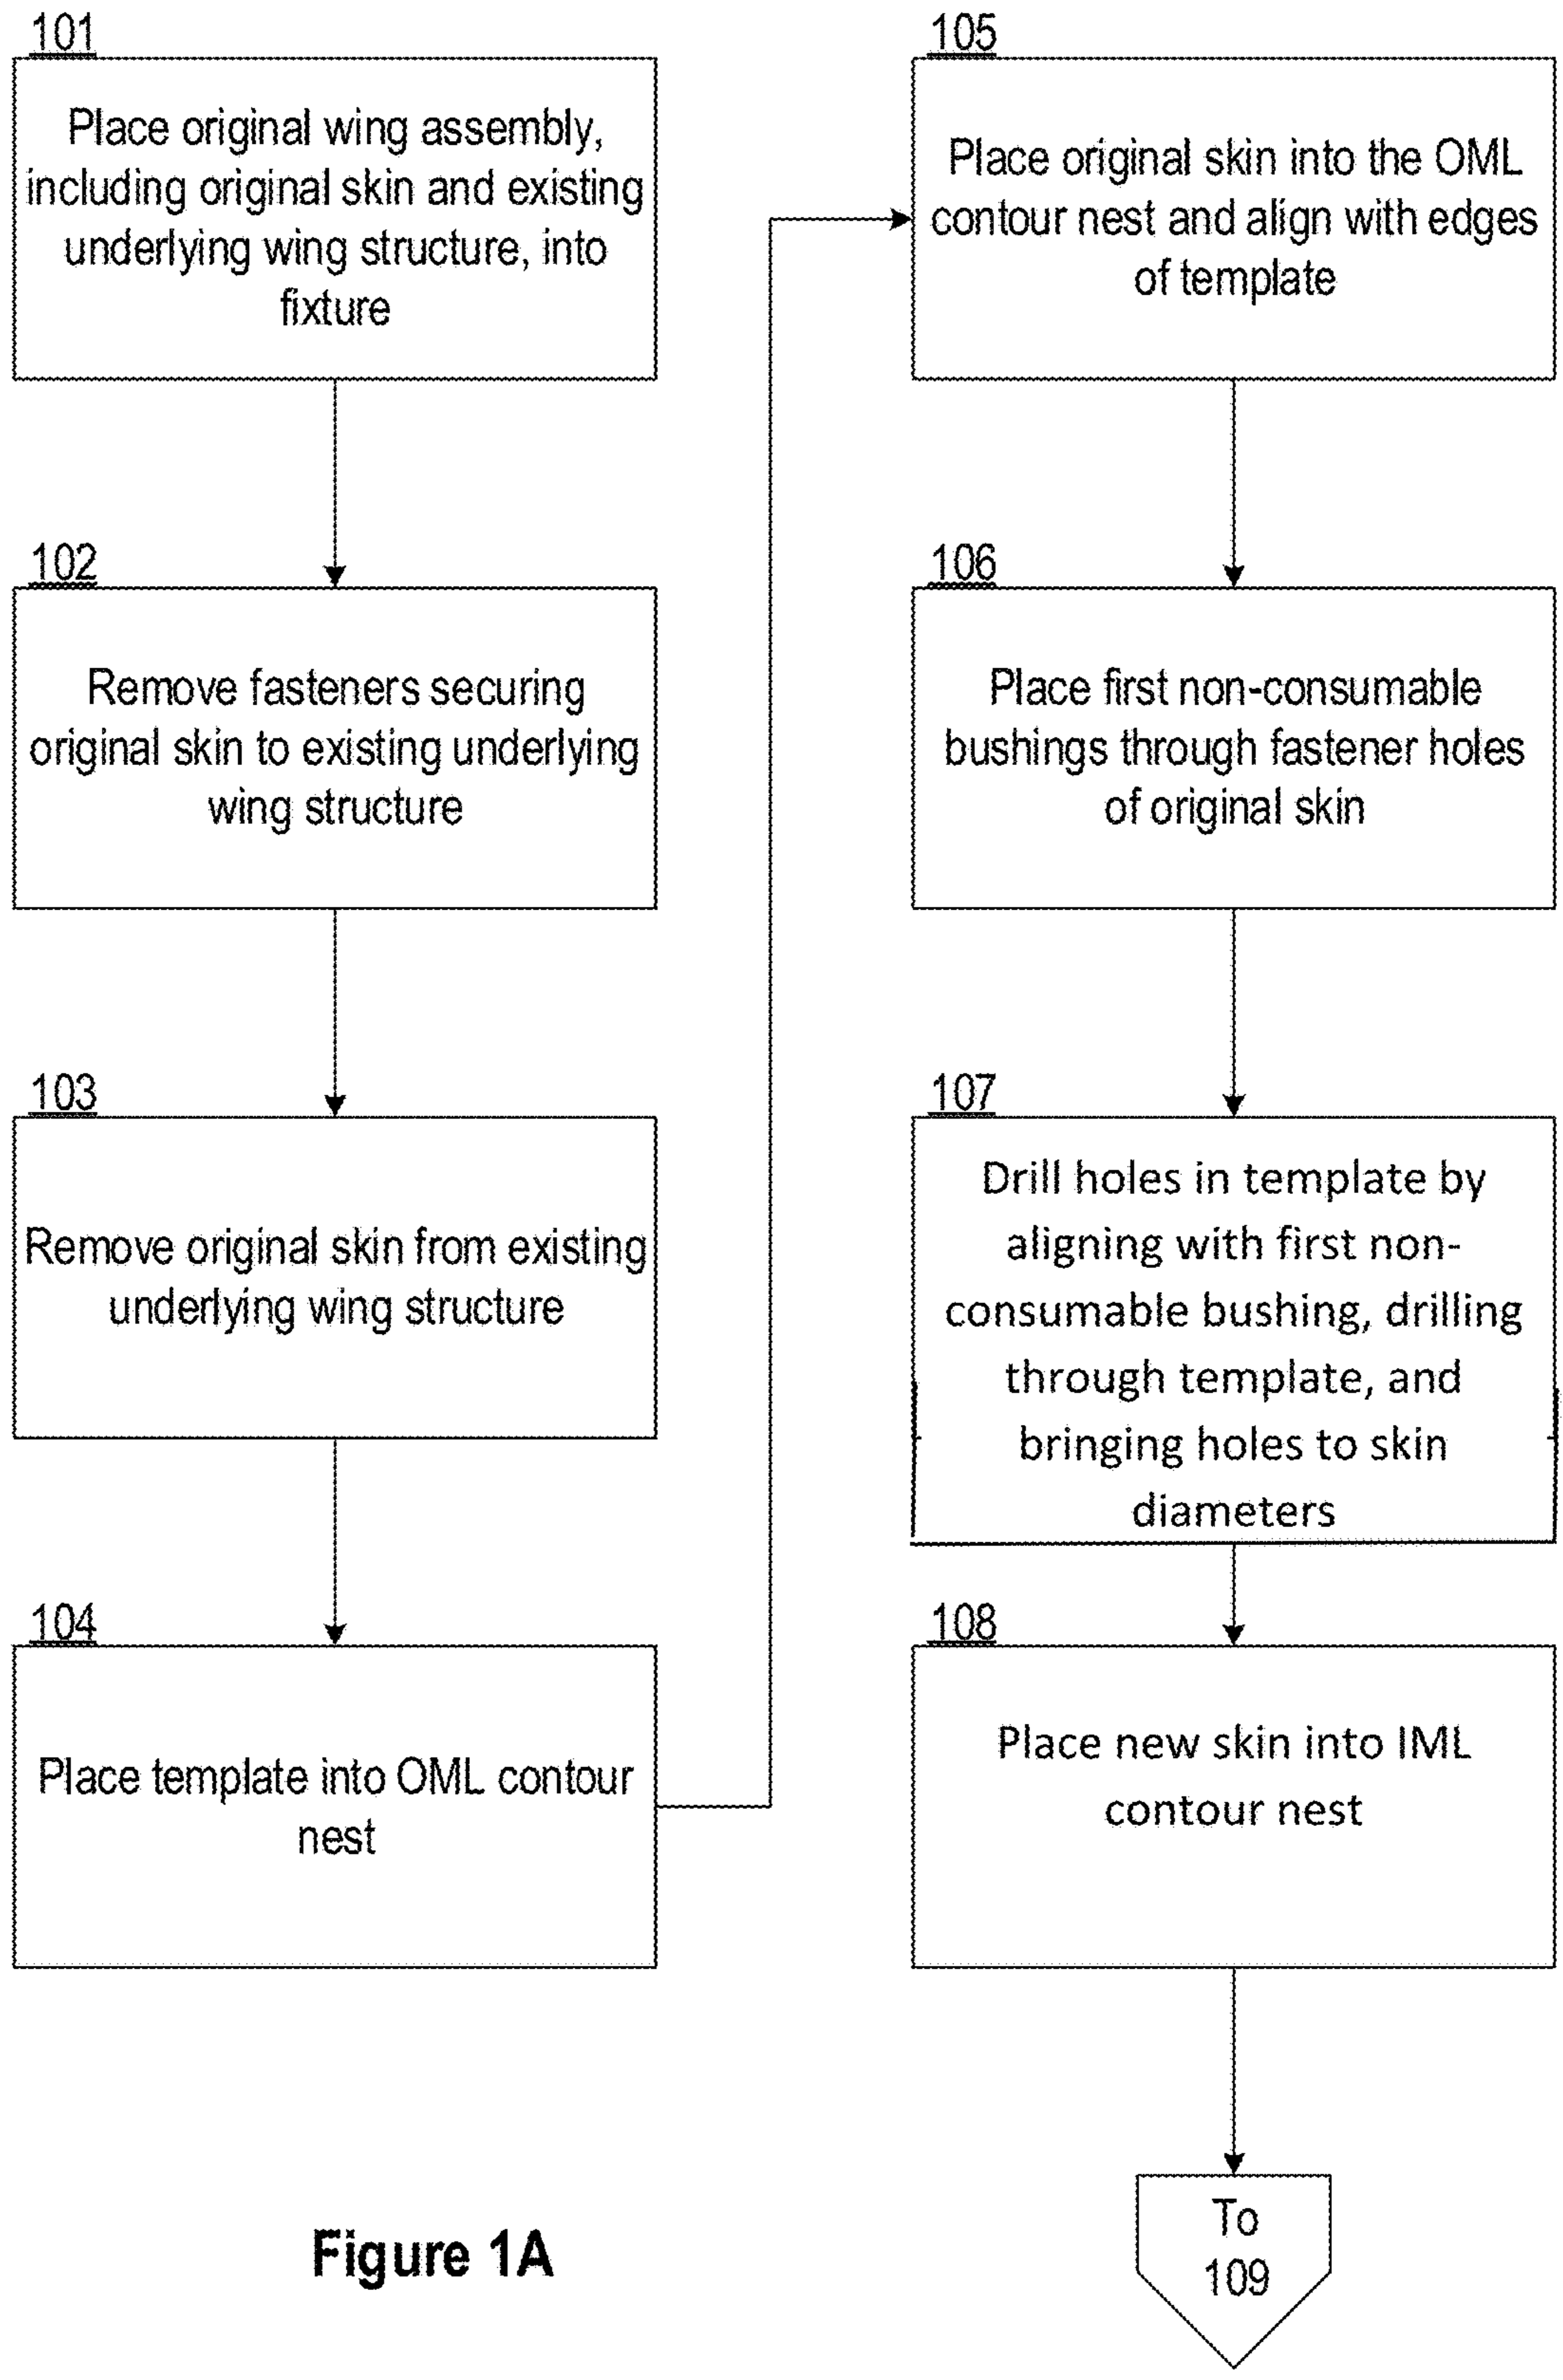 101
Place original wing assembly,
including original skin and existing
underlying wing structure, into
fixture
102
Remove fasteners securing
original skin to existing underlying
wing structure
103
Remove original skin from existing
underlying wing structure
104
Place template into OML contour
nest
105
Place original skin into the OML
contour nest and align with edges
of template
106
Place first non-consumable
bushings through fastener holes
of original skin
107
Drill holes in template by
aligning with first non-
consumable bushing, drilling
through template, and
bringing holes to skin
diameters
108
Place new skin into IML
contour nest
To
109
Figure 1A